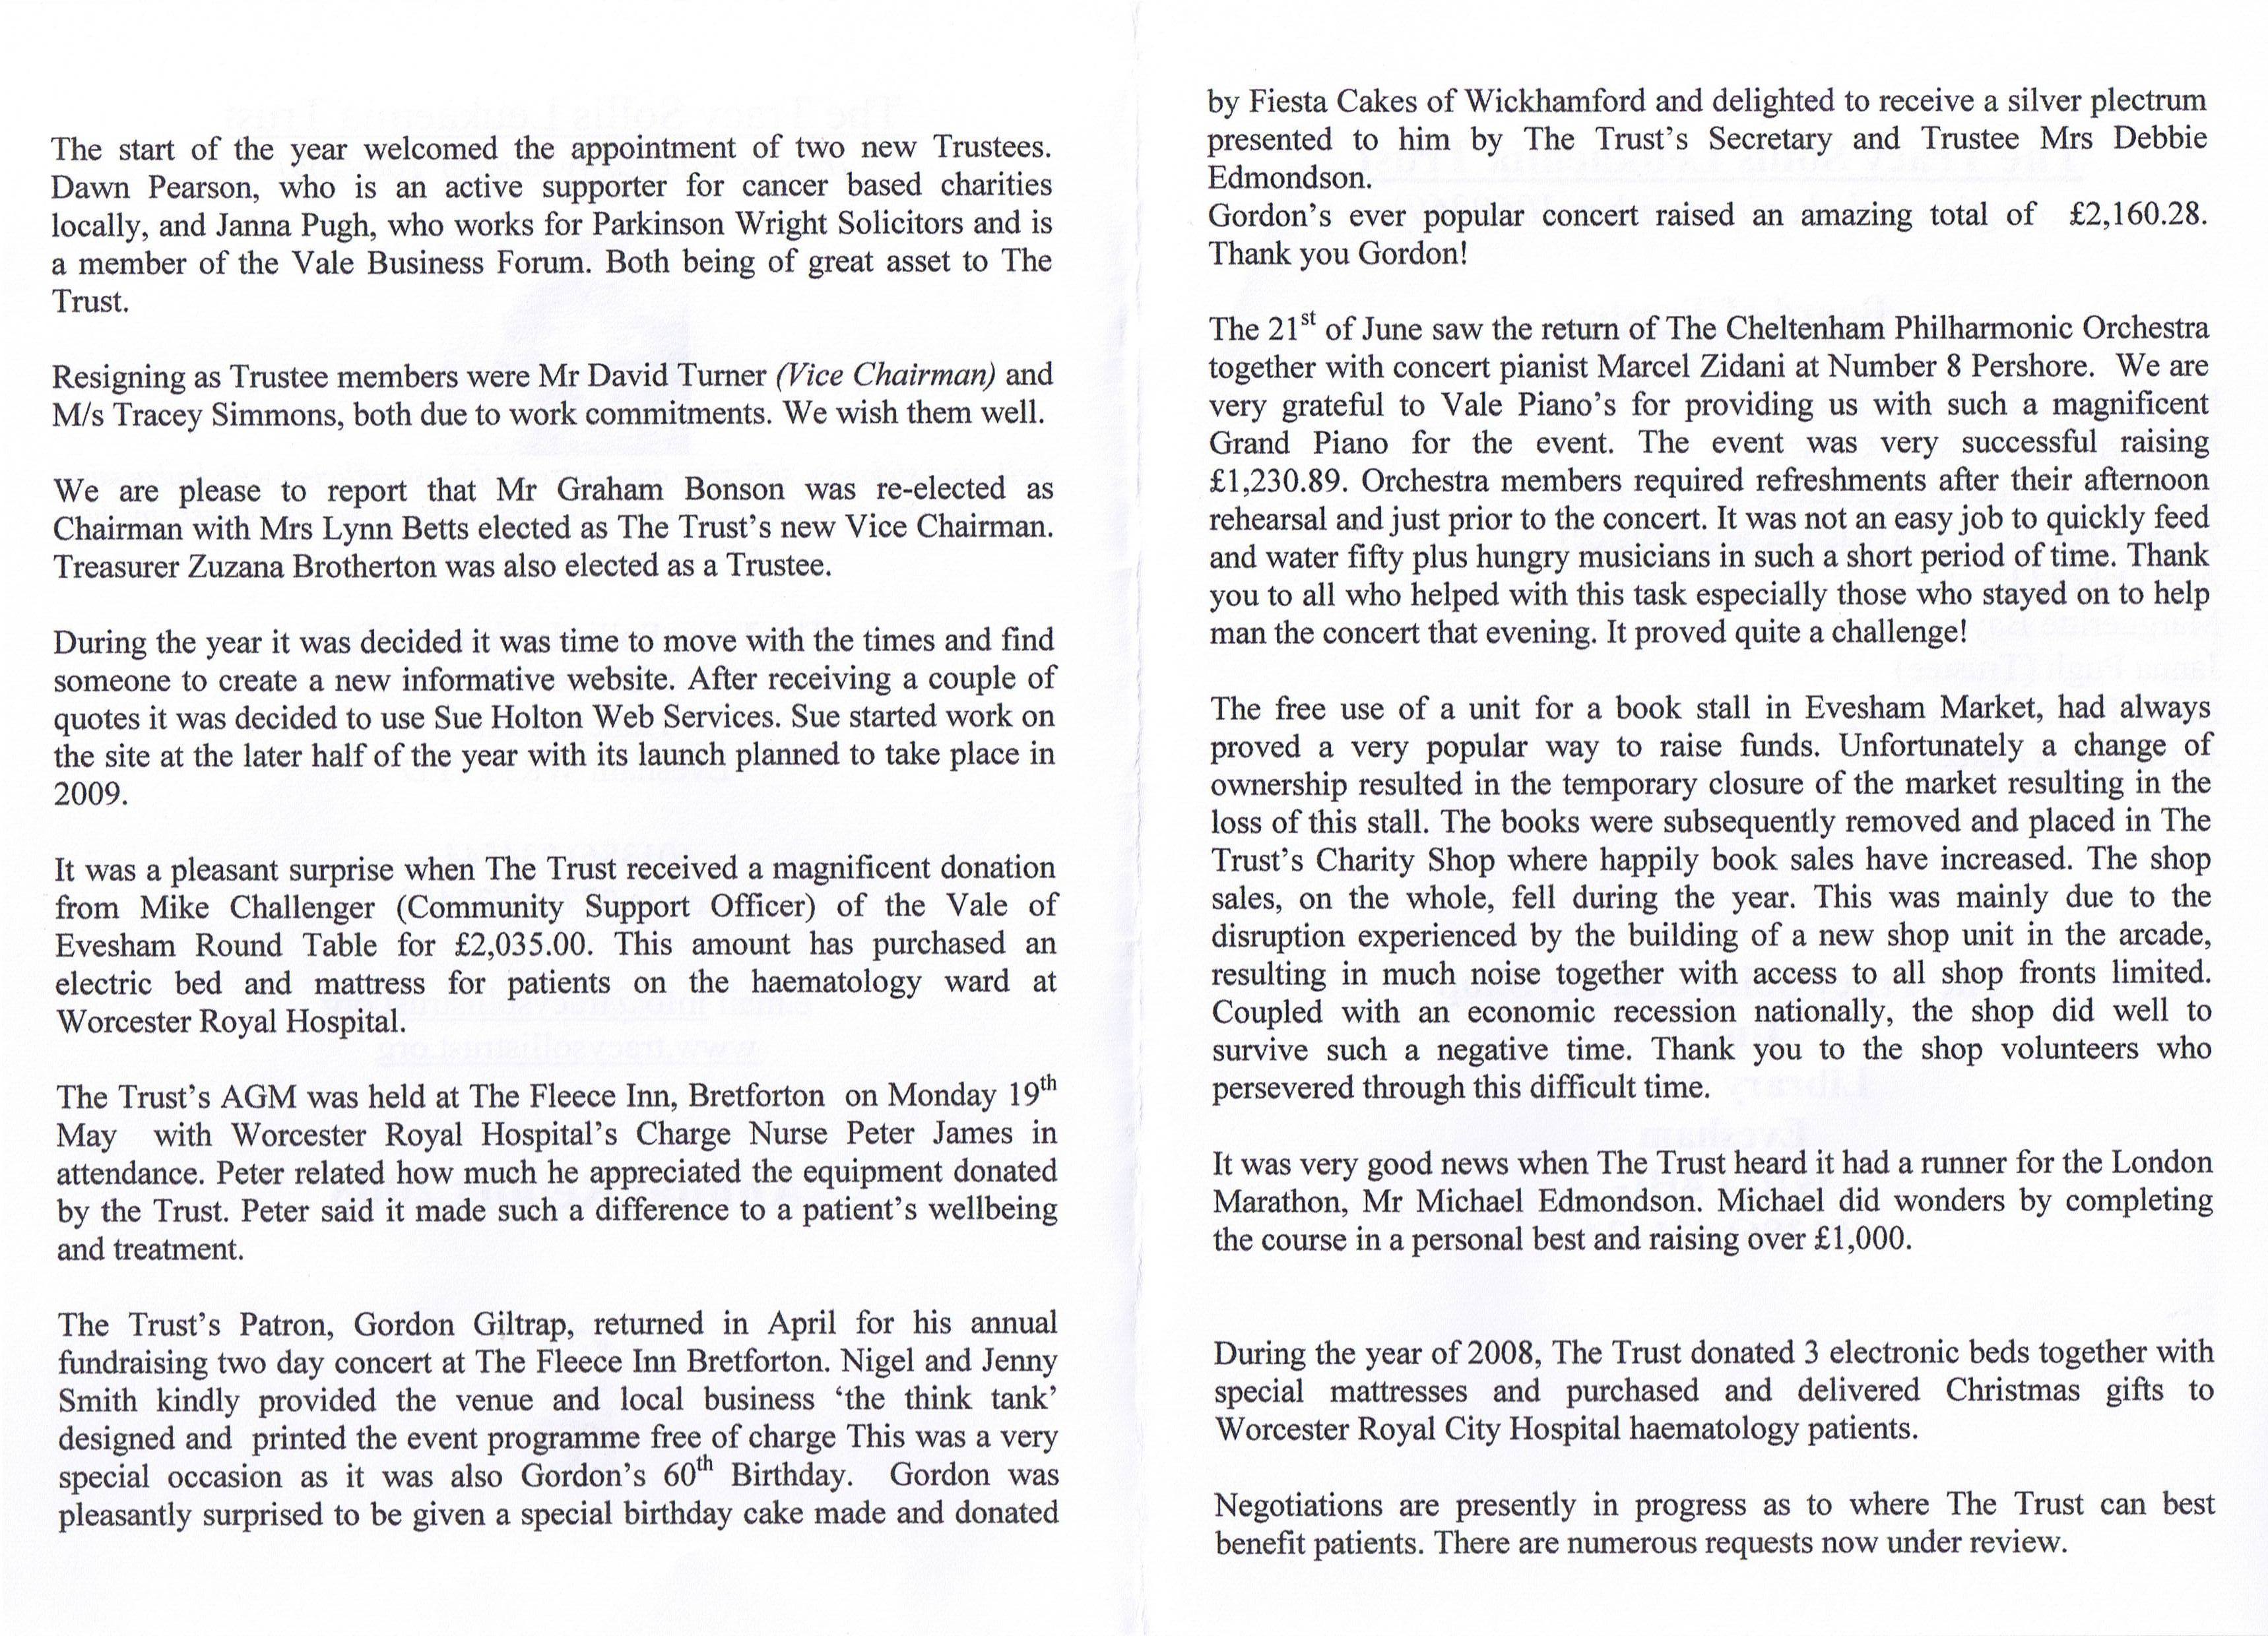 The start of the year welcomed the appointment of two new Trustees.
Dawn Pearson, who is an active supporter for cancer based charities
locally, and Janna Pugh, who works for Parkinson Wright Solicitors and is
a member of the Vale Business Forum. Both being of great asset to The
Trust.
Resigning as Trustee members were Mr David Turner (Vice Chairman) and
M/s Tracey Simmons, both due to work commitments. We wish them well.
We are please to report that Mr Graham Bonson was re-elected as
Chairman with Mrs Lynn Betts elected as The Trust's new Vice Chairman.
Treasurer Zuzana Brotherton was also elected as a Trustee.
During the year it was decided it was time to move with the times and find
someone to create a new informative website. After receiving a couple of
quotes it was decided to use Sue Holton Web Services. Sue started work on
the site at the later half of the year with its launch planned to take place in
2009.
It was a pleasant surprise when The Trust received a magnificent donation
from Mike Challenger (Community Support Officer) of the Vale of
Evesham Round Table for £2,035.00. This amount has purchased an
electric bed and mattress for patients on the haematology ward at
Worcester Royal Hospital.
The Trust's AGM was held at The Fleece Inn, Bretforton on Monday 19th
May with Worcester Royal Hospital's Charge Nurse Peter James in
attendance. Peter related how much he appreciated the equipment donated
by the Trust. Peter said it made such a difference to a patient's wellbeing
and treatment.
The Trust's Patron, Gordon Giltrap, returned in April for his annual
fundraising two day concert at The Fleece Inn Bretforton. Nigel and Jenny
Smith kindly provided the venue and local business 'the think tank'
designed and printed the event programme free of charge This was a very
special occasion as it was also Gordon's 60th Birthday. Gordon was
pleasantly surprised to be given a special birthday cake made and donated
by Fiesta Cakes of Wickhamford and delighted to receive a silver plectrum
presented to him by The Trust's Secretary and Trustee Mrs Debbie
Edmondson.
Gordon's ever popular concert raised an amazing total of £2,160.28.
Thank you Gordon!
The 21st of June saw the return of The Cheltenham Philharmonic Orchestra
together with concert pianist Marcel Zidani at Number 8 Pershore. We are
very grateful to Vale Piano's for providing us with such a magnificent
Grand Piano for the event. The event was very successful raising
£1,230.89. Orchestra members required refreshments after their afternoon
rehearsal and just prior to the concert. It was not an easy job to quickly feed
and water fifty plus hungry musicians in such a short period of time. Thank
you to all who helped with this task especially those who stayed on to help
man the concert that evening. It proved quite a challenge!
The free use of a unit for a book stall in Evesham Market, had always
proved a very popular way to raise funds. Unfortunately a change of
ownership resulted in the temporary closure of the market resulting in the
loss of this stall. The books were subsequently removed and placed in The
Trust's Charity Shop where happily book sales have increased. The shop
sales, on the whole, fell during the year. This was mainly due to the
disruption experienced by the building of a new shop unit in the arcade,
resulting in much noise together with access to all shop fronts limited.
Coupled with an economic recession nationally, the shop did well to
survive such a negative time. Thank you to the shop volunteers who
persevered through this difficult time.
It was very good news when The Trust heard it had a runner for the London
Marathon, Mr Michael Edmondson. Michael did wonders by completing
the course in a personal best and raising over £1,000.
During the year of 2008, The Trust donated 3 electronic beds together with
special mattresses and purchased and delivered Christmas gifts to
Worcester Royal City Hospital haematology patients.
Negotiations are presently in progress as to where The Trust can best
benefit patients. There are numerous requests now under review.